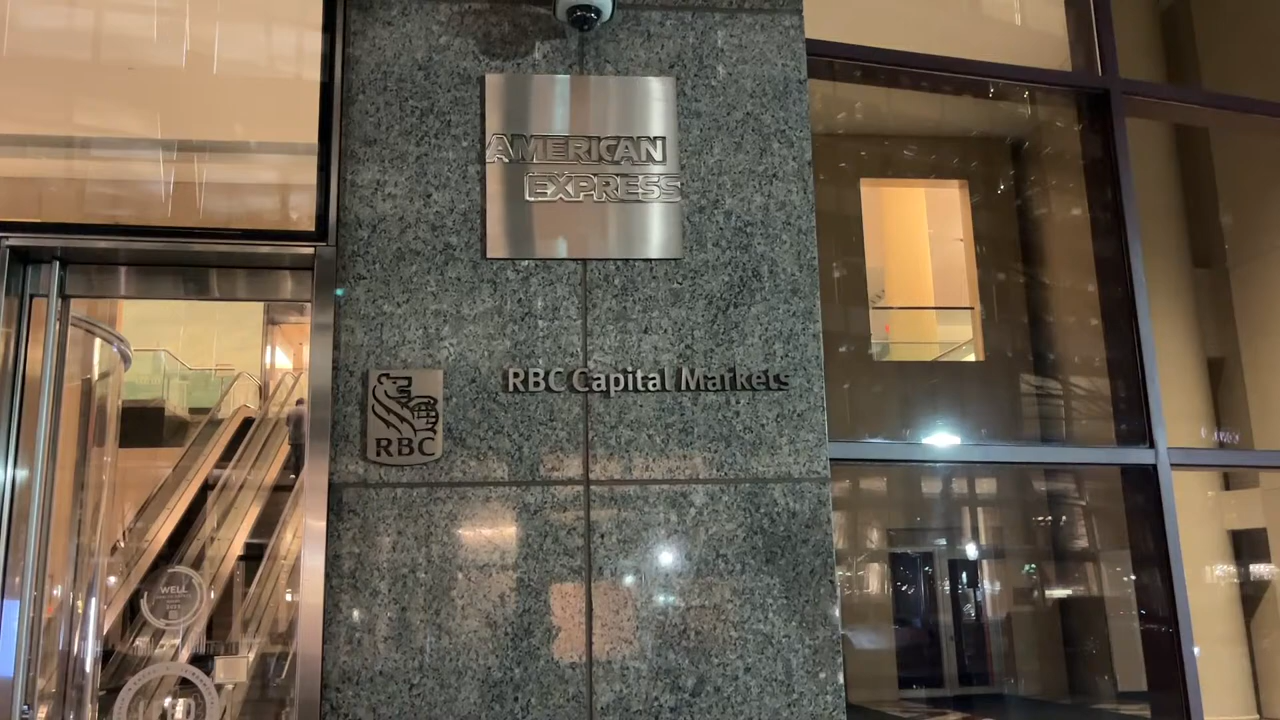 AMERICAN
EXPRESS
RBC Capital Markets
RBC
WELL